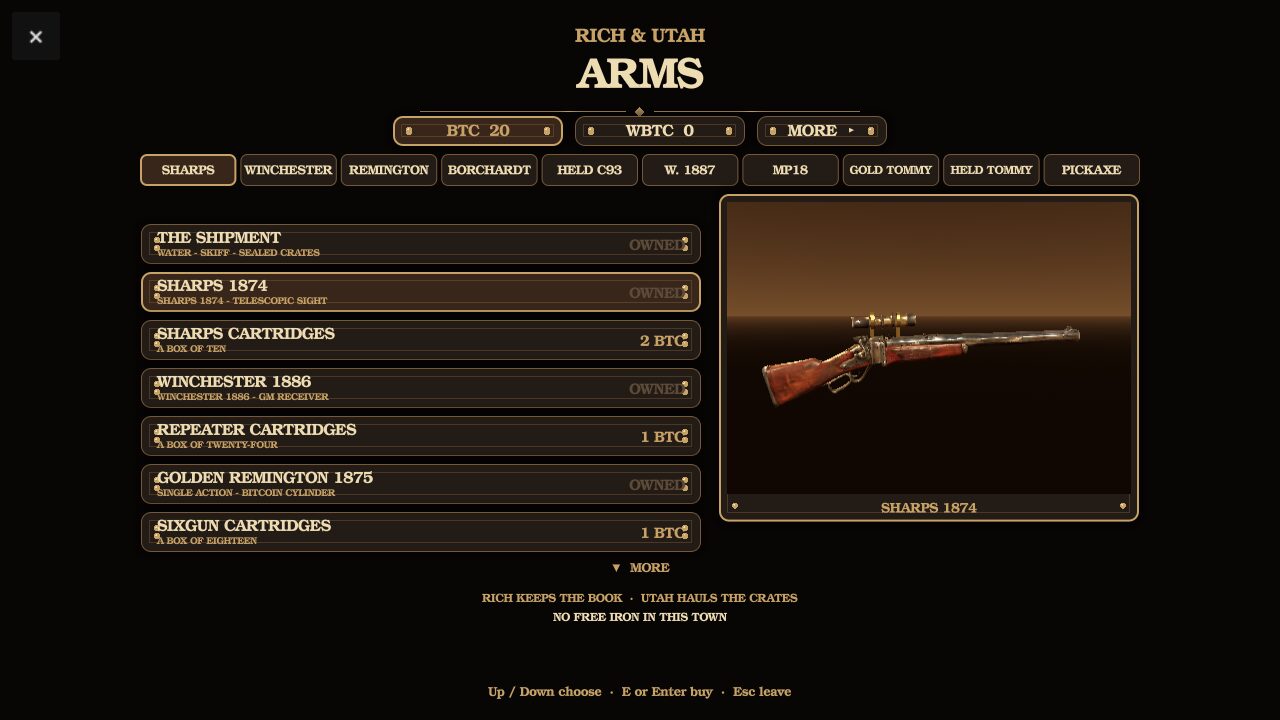 RICH & UTAH
ARMS
BTC 20
WBTC 0
MORE ▸
SHARPS
WINCHESTER
REMINGTON
BORCHARDT
HELD C93
W. 1887
MP18
GOLD TOMMY
HELD TOMMY
PICKAXE
THE SHIPMENT
WATER - SKIFF - SEALED CRATES
OWNED
SHARPS 1874
SHARPS 1874 - TELESCOPIC SIGHT
OWNED
SHARPS CARTRIDGES
A BOX OF TEN
2 BTC
WINCHESTER 1886
WINCHESTER 1886 - GM RECEIVER
OWNED
REPEATER CARTRIDGES
A BOX OF TWENTY-FOUR
1 BTC
GOLDEN REMINGTON 1875
SINGLE ACTION - BITCOIN CYLINDER
OWNED
SIXGUN CARTRIDGES
A BOX OF EIGHTEEN
1 BTC
SHARPS 1874
▼ MORE
RICH KEEPS THE BOOK · UTAH HAULS THE CRATES
NO FREE IRON IN THIS TOWN
Up / Down choose · E or Enter buy · Esc leave